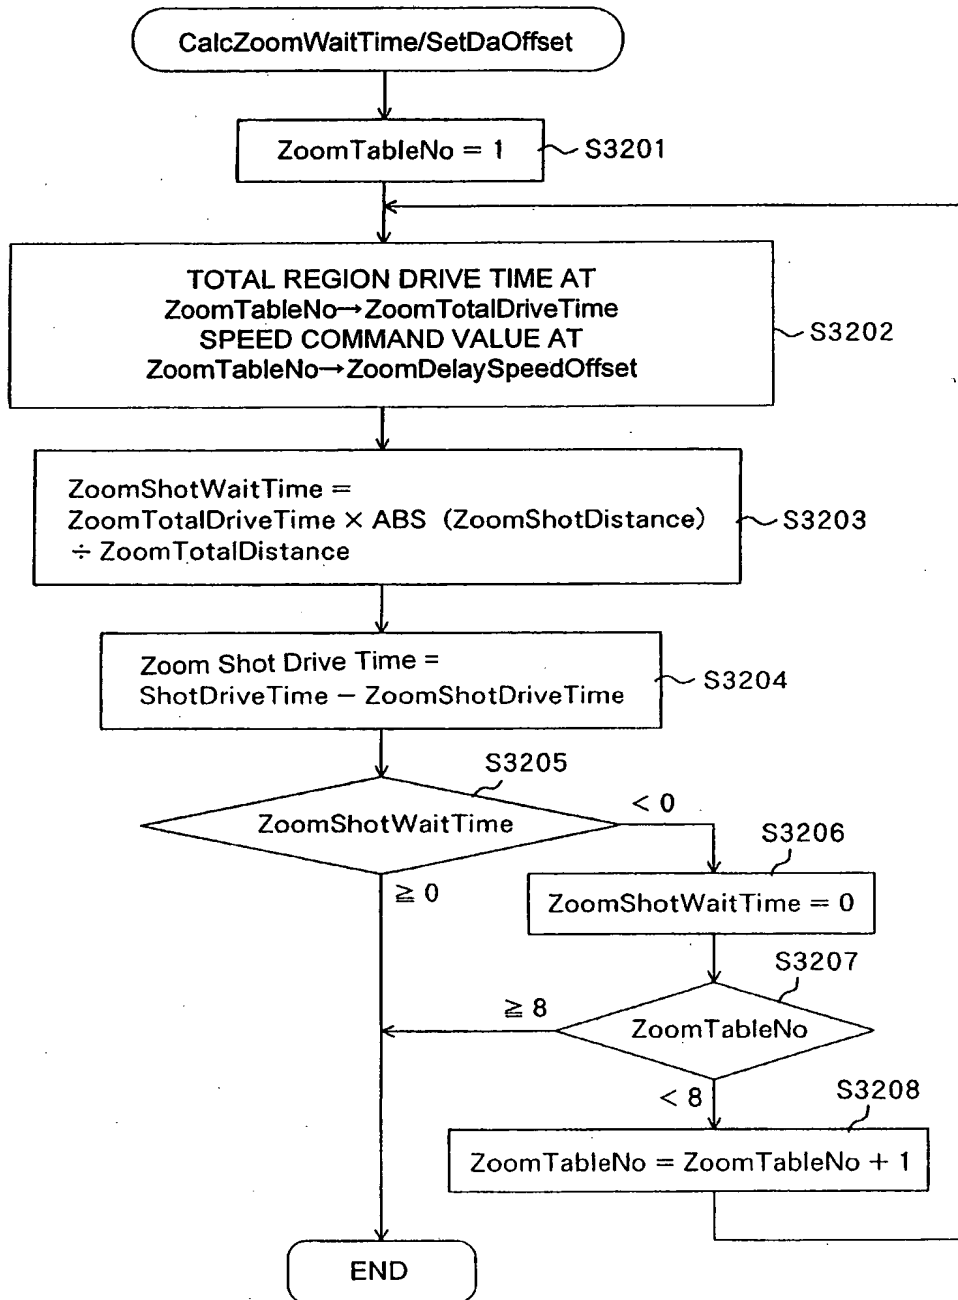 CalcZoomWaitTime/SetDaOffset
ZoomTableNo = 1
S3201
TOTAL REGION DRIVE TIME AT
ZoomTableNo→ZoomTotalDriveTime
SPEED COMMAND VALUE AT
ZoomTableNo→ZoomDelaySpeedOffset
S3202
ZoomShotWaitTime =
ZoomTotalDriveTime × ABS (ZoomShotDistance)
÷ ZoomTotalDistance
S3203
Zoom Shot Drive Time =
ShotDriveTime − ZoomShotDriveTime
S3204
S3205
ZoomShotWaitTime
< 0
≧ 0
S3206
ZoomShotWaitTime = 0
S3207
≧ 8
ZoomTableNo
< 8
S3208
ZoomTableNo = ZoomTableNo + 1
END